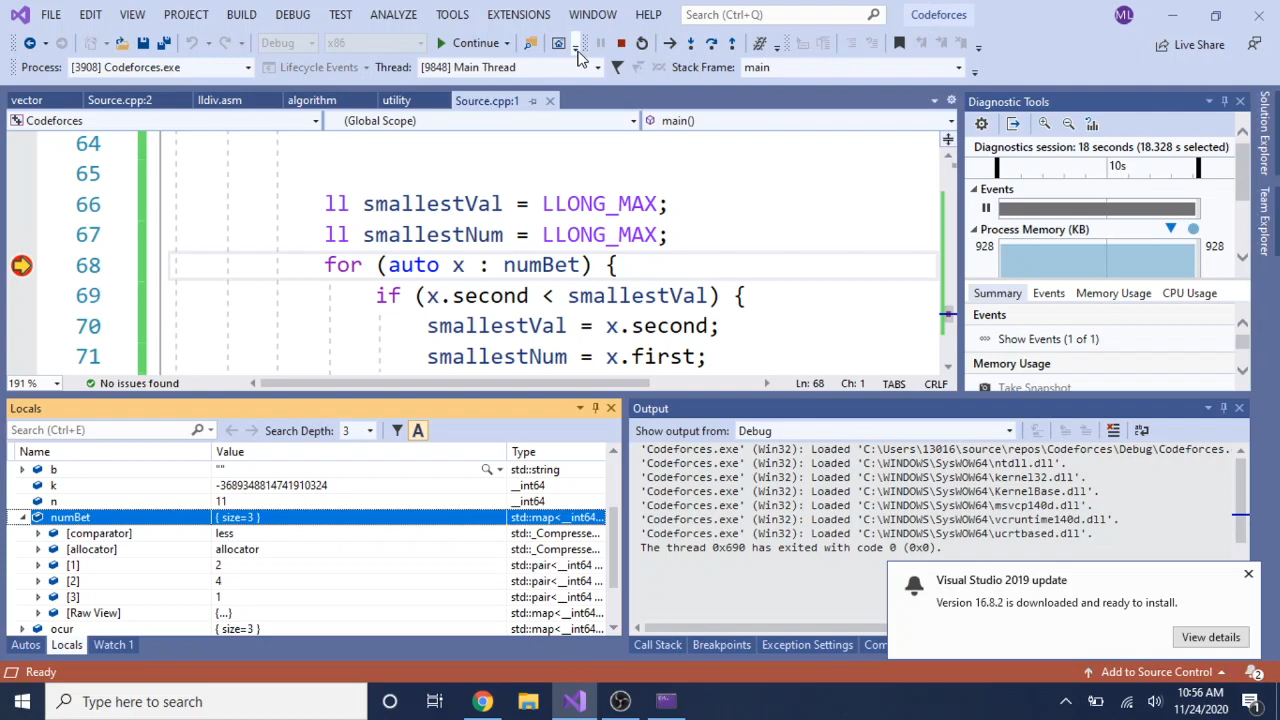 FILE EDIT VIEW PROJECT BUILD DEBUG TEST ANALYZE TOOLS EXTENSIONS WINDOW HELP Search (Ctrl+Q) Codeforces ML
Debug x86 Continue Live Share
Process: [3908] Codeforces.exe Lifecycle Events Thread: [9848] Main Thread Stack Frame: main
vector Source.cpp:2 lldiv.asm algorithm utility Source.cpp:1
Codeforces (Global Scope) main()
64
65
66 ll smallestVal = LLONG_MAX;
67 ll smallestNum = LLONG_MAX;
68 for (auto x : numBet) {
69 if (x.second < smallestVal) {
70 smallestVal = x.second;
71 smallestNum = x.first;
191 % No issues found Ln: 68 Ch: 1 TABS CRLF
Diagnostic Tools
Diagnostics session: 18 seconds (18.328 s selected)
10s
Events
Process Memory (KB)
928 928
Summary Events Memory Usage CPU Usage
Events
Show Events (1 of 1)
Memory Usage
Take Snapshot
Solution Explorer
Team Explorer
Locals
Search (Ctrl+E) Search Depth: 3 A
Name Value Type
b "" std::string
k -3689348814741910324 __int64
n 11 __int64
numBet { size=3 } std::map<__int64...
[comparator] less std::_Compresse...
[allocator] allocator std::_Compresse...
[1] 2 std::pair<__int64 ...
[2] 4 std::pair<__int64 ...
[3] 1 std::pair<__int64 ...
[Raw View] {...} std::map<__int64...
ocur { size=3 } std::map<__int64...
Autos Locals Watch 1
Output
Show output from: Debug
'Codeforces.exe' (Win32): Loaded 'C:\Users\13016\source\repos\Codeforces\Debug\Codeforces.
'Codeforces.exe' (Win32): Loaded 'C:\WINDOWS\SysWOW64\ntdll.dll'.
'Codeforces.exe' (Win32): Loaded 'C:\WINDOWS\SysWOW64\kernel32.dll'.
'Codeforces.exe' (Win32): Loaded 'C:\WINDOWS\SysWOW64\KernelBase.dll'.
'Codeforces.exe' (Win32): Loaded 'C:\WINDOWS\SysWOW64\msvcp140d.dll'.
'Codeforces.exe' (Win32): Loaded 'C:\WINDOWS\SysWOW64\vcruntime140d.dll'.
'Codeforces.exe' (Win32): Loaded 'C:\WINDOWS\SysWOW64\ucrtbased.dll'.
The thread 0x690 has exited with code 0 (0x0).
Call Stack Breakpoints Exception Settings Com
Visual Studio 2019 update
Version 16.8.2 is downloaded and ready to install.
View details
Ready Add to Source Control 2
Type here to search
10:56 AM
11/24/2020 1